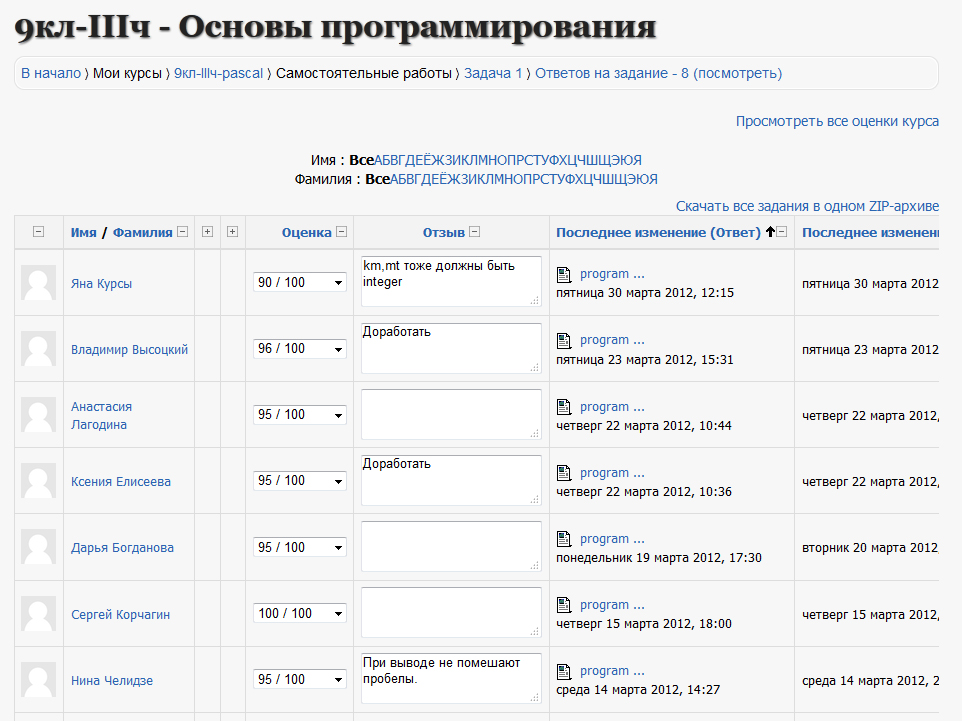 9кл-IIIч - Основы программирования
В начало ⟩ Мои курсы ⟩ 9кл-IIIч-pascal ⟩ Самостоятельные работы ⟩ Задача 1 ⟩ Ответов на задание - 8 (посмотреть)
Просмотреть все оценки курса
Имя : ВсеАБВГДЕЁЖЗИКЛМНОПРСТУФХЦЧШЩЭЮЯ
Фамилия : ВсеАБВГДЕЁЖЗИКЛМНОПРСТУФХЦЧШЩЭЮЯ
Скачать все задания в одном ZIP-архиве
Имя / Фамилия Оценка Отзыв Последнее изменение (Ответ) Последнее изменени
Яна Курсы 90 / 100 km,mt тоже должны быть program ...
integer пятница 30 марта 2012, 12:15 пятница 30 марта 2012
Владимир Высоцкий 96 / 100 Доработать program ...
пятница 23 марта 2012, 15:31 пятница 23 марта 2012
Анастасия 95 / 100 program ...
Лагодина четверг 22 марта 2012, 10:44 четверг 22 марта 2012,
Ксения Елисеева 95 / 100 Доработать program ...
четверг 22 марта 2012, 10:36 четверг 22 марта 2012,
Дарья Богданова 95 / 100 program ...
понедельник 19 марта 2012, 17:30 вторник 20 марта 2012,
Сергей Корчагин 100 / 100 program ...
четверг 15 марта 2012, 18:00 четверг 15 марта 2012,
Нина Челидзе 95 / 100 При выводе не помешают program ...
пробелы. среда 14 марта 2012, 14:27 среда 14 марта 2012, 2